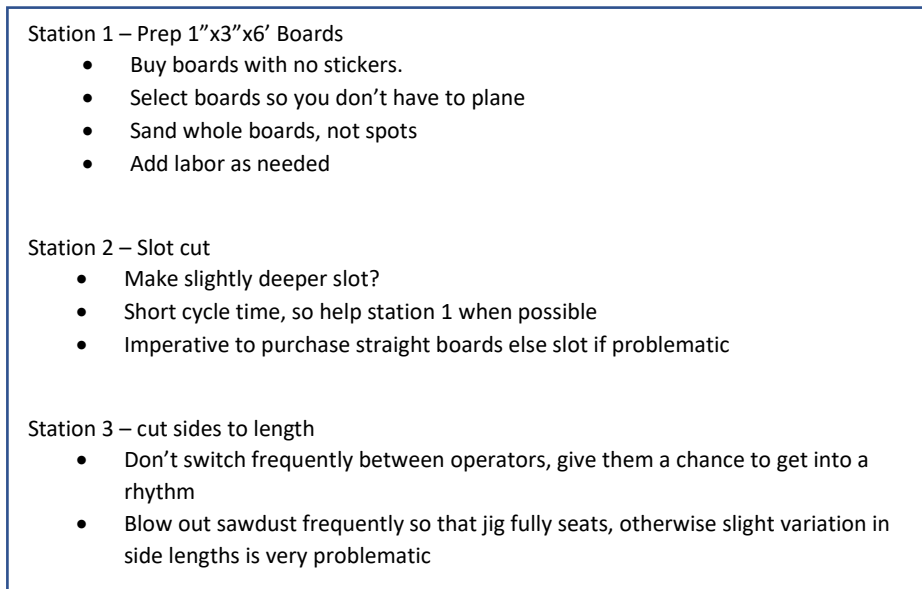 Station 1 – Prep 1”x3”x6’ Boards
• Buy boards with no stickers.
• Select boards so you don’t have to plane
• Sand whole boards, not spots
• Add labor as needed
Station 2 – Slot cut
• Make slightly deeper slot?
• Short cycle time, so help station 1 when possible
• Imperative to purchase straight boards else slot if problematic
Station 3 – cut sides to length
• Don’t switch frequently between operators, give them a chance to get into a
rhythm
• Blow out sawdust frequently so that jig fully seats, otherwise slight variation in
side lengths is very problematic